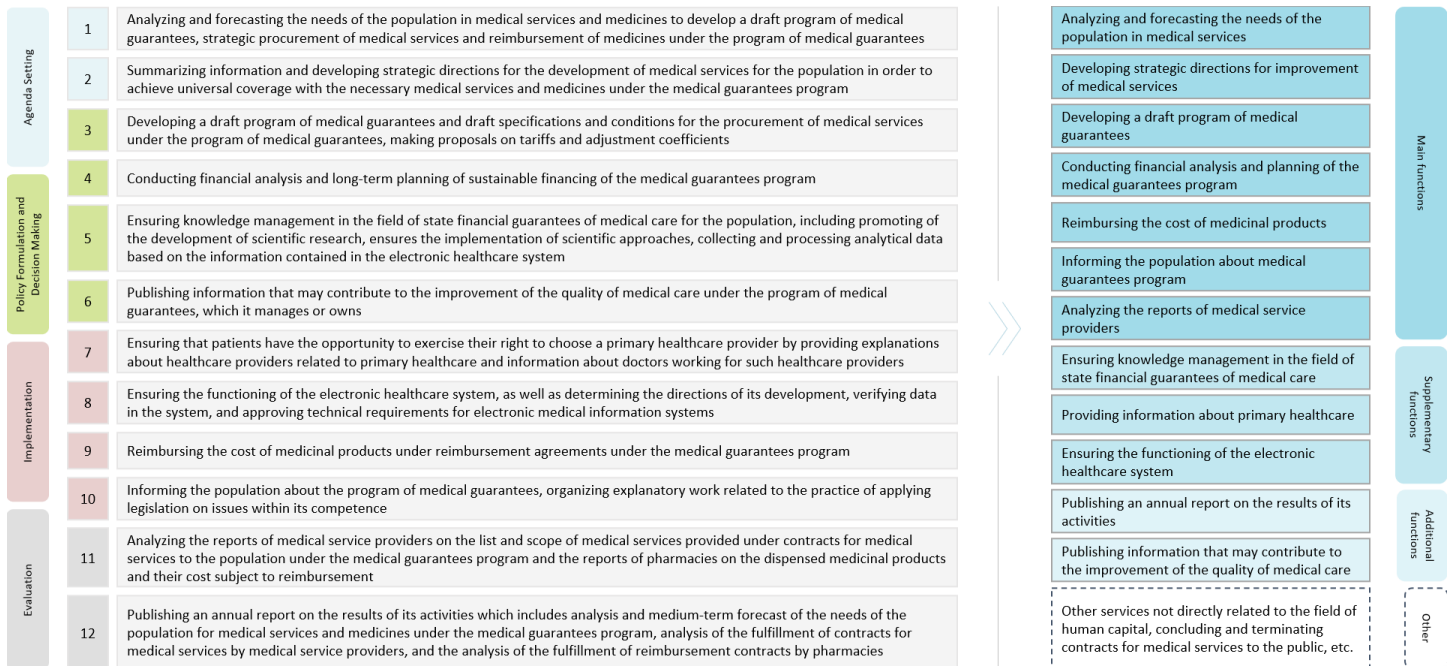 Agenda Setting
1
Analyzing and forecasting the needs of the population in medical services and medicines to develop a draft program of medical
guarantees, strategic procurement of medical services and reimbursement of medicines under the program of medical guarantees
2
Summarizing information and developing strategic directions for the development of medical services for the population in order to
achieve universal coverage with the necessary medical services and medicines under the medical guarantees program
Policy Formulation and
Decision Making
3
Developing a draft program of medical guarantees and draft specifications and conditions for the procurement of medical services
under the program of medical guarantees, making proposals on tariffs and adjustment coefficients
4
Conducting financial analysis and long-term planning of sustainable financing of the medical guarantees program
5
Ensuring knowledge management in the field of state financial guarantees of medical care for the population, including promoting of
the development of scientific research, ensures the implementation of scientific approaches, collecting and processing analytical data
based on the information contained in the electronic healthcare system
6
Publishing information that may contribute to the improvement of the quality of medical care under the program of medical
guarantees, which it manages or owns
Implementation
7
Ensuring that patients have the opportunity to exercise their right to choose a primary healthcare provider by providing explanations
about healthcare providers related to primary healthcare and information about doctors working for such healthcare providers
8
Ensuring the functioning of the electronic healthcare system, as well as determining the directions of its development, verifying data
in the system, and approving technical requirements for electronic medical information systems
9
Reimbursing the cost of medicinal products under reimbursement agreements under the medical guarantees program
10
Informing the population about the program of medical guarantees, organizing explanatory work related to the practice of applying
legislation on issues within its competence
Evaluation
11
Analyzing the reports of medical service providers on the list and scope of medical services provided under contracts for medical
services to the population under the medical guarantees program and the reports of pharmacies on the dispensed medicinal products
and their cost subject to reimbursement
12
Publishing an annual report on the results of its activities which includes analysis and medium-term forecast of the needs of the
population for medical services and medicines under the medical guarantees program, analysis of the fulfillment of contracts for
medical services by medical service providers, and the analysis of the fulfillment of reimbursement contracts by pharmacies
Analyzing and forecasting the needs of the
population in medical services
Developing strategic directions for improvement
of medical services
Developing a draft program of medical
guarantees
Conducting financial analysis and planning of the
medical guarantees program
Reimbursing the cost of medicinal products
Informing the population about medical
guarantees program
Analyzing the reports of medical service
providers
Main functions
Ensuring knowledge management in the field of
state financial guarantees of medical care
Providing information about primary healthcare
Ensuring the functioning of the electronic
healthcare system
Supplementary
functions
Publishing an annual report on the results of its
activities
Publishing information that may contribute to
the improvement of the quality of medical care
Additional
functions
Other services not directly related to the field of
human capital, concluding and terminating
contracts for medical services to the public, etc.
Other